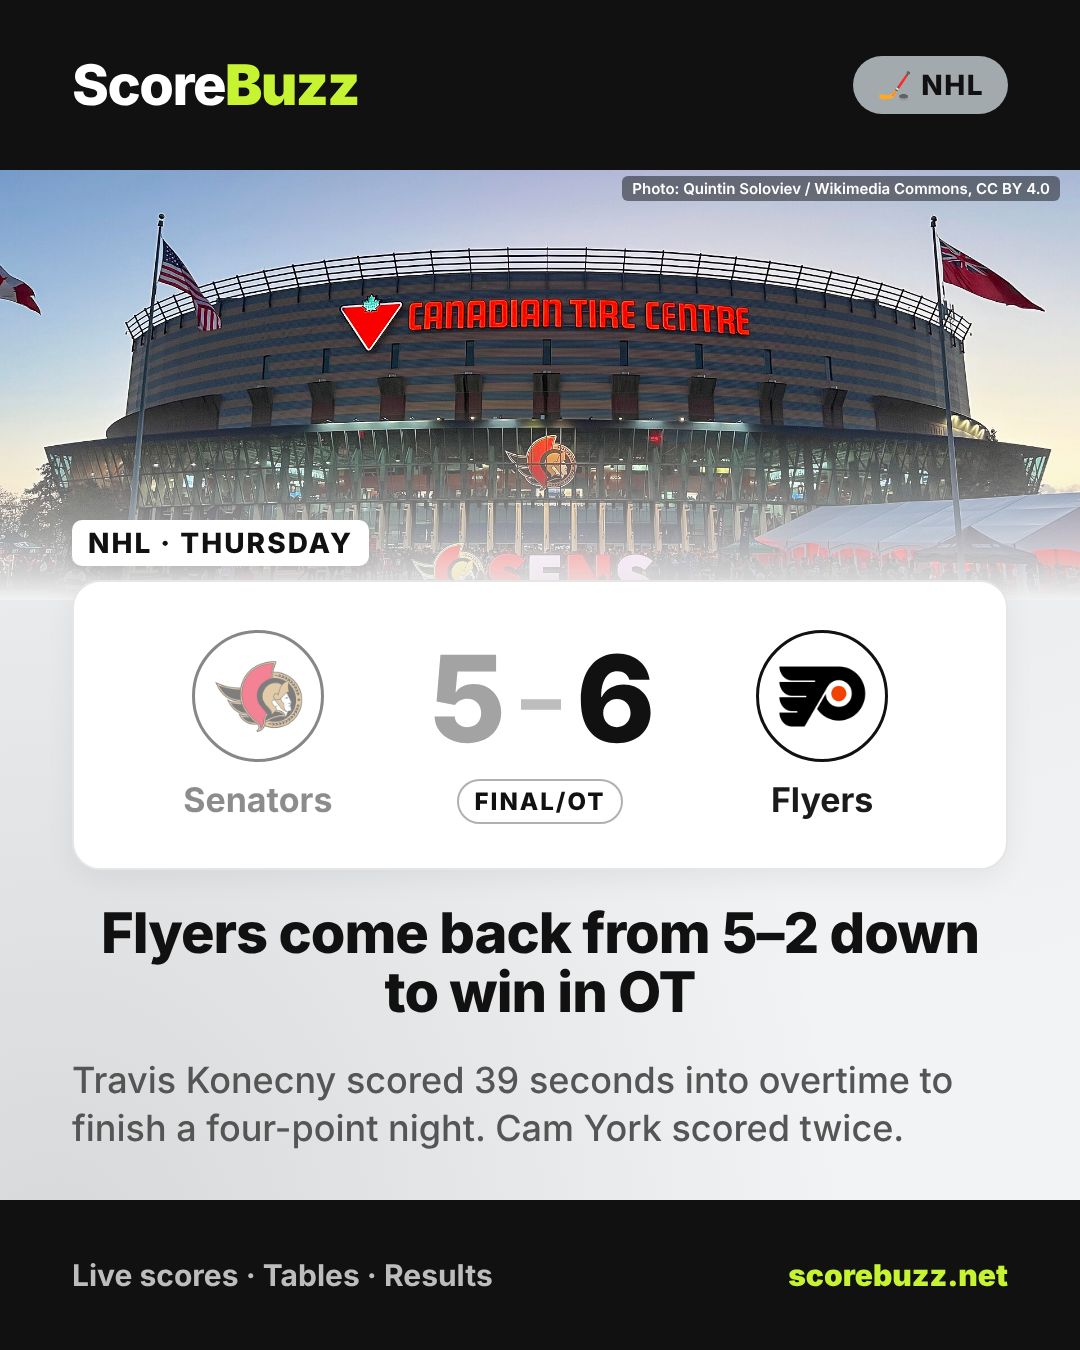 ScoreBuzz
NHL
Photo: Quintin Soloviev / Wikimedia Commons, CC BY 4.0
CANADIAN TIRE CENTRE
NHL · THURSDAY
SENS
5-6
FINAL/OT
Senators
Flyers
Flyers come back from 5–2 down
to win in OT
Travis Konecny scored 39 seconds into overtime to
finish a four-point night. Cam York scored twice.
Live scores · Tables · Results
scorebuzz.net